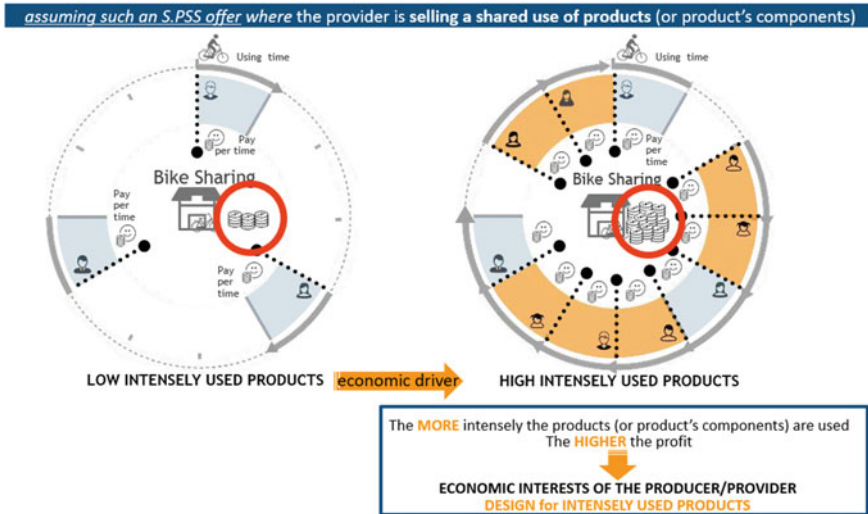 assuming such an S.PSS offer where the provider is selling a shared use of products (or product's components)
Using time
Pay
per time
Bike Sharing
Pay
per
time
Pay
per
time
LOW INTENSELY USED PRODUCTS
economic driver
Using time
Pay
per time
Bike Sharing
HIGH INTENSELY USED PRODUCTS
The MORE intensely the products (or product's components) are used
The HIGHER the profit
ECONOMIC INTERESTS OF THE PRODUCER/PROVIDER
DESIGN for INTENSELY USED PRODUCTS